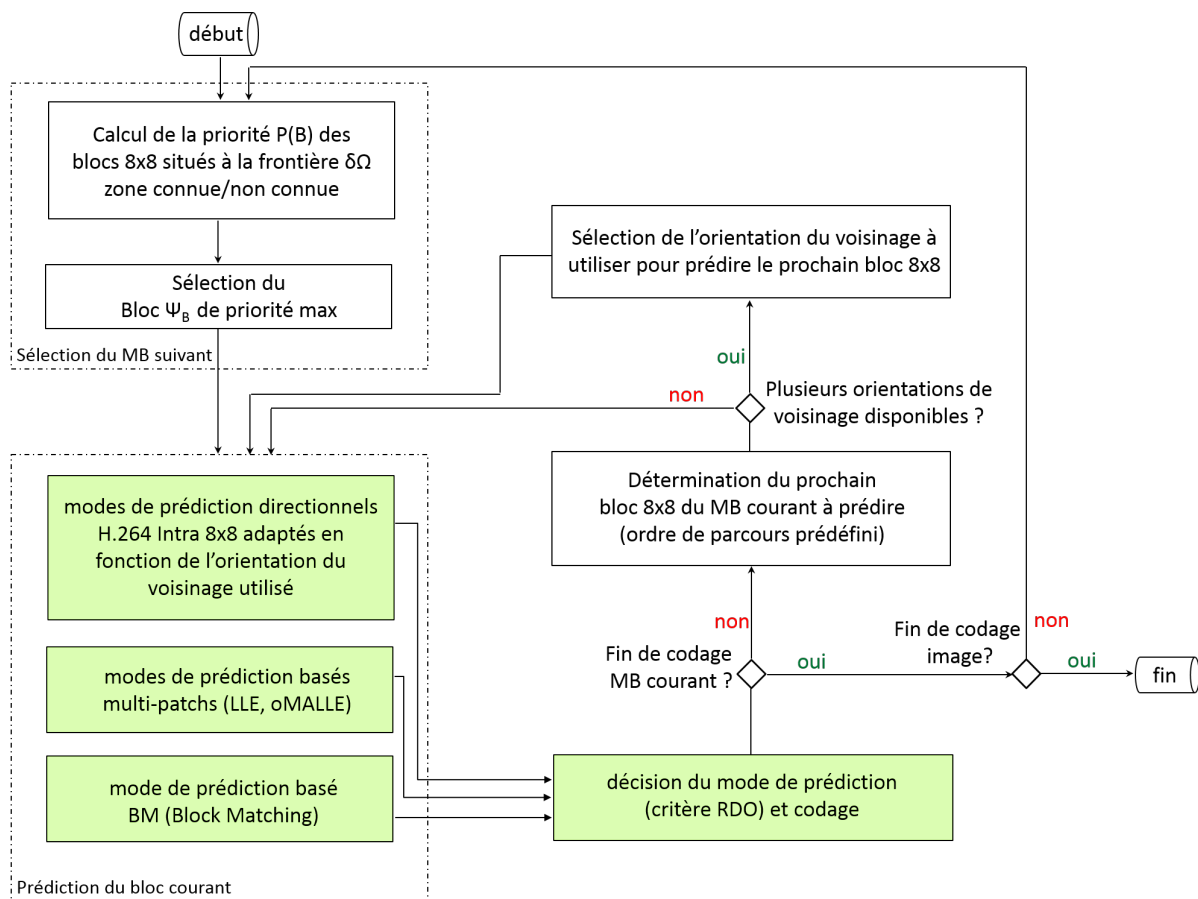 début
Calcul de la priorité P(B) des
blocs 8x8 situés à la frontière δΩ
zone connue/non connue
Sélection du
Bloc Ψ_B de priorité max
Sélection du MB suivant
Sélection de l'orientation du voisinage à
utiliser pour prédire le prochain bloc 8x8
oui
non
Plusieurs orientations de
voisinage disponibles ?
Détermination du prochain
bloc 8x8 du MB courant à prédire
(ordre de parcours prédéfini)
non
Fin de codage
MB courant ?
oui
Fin de codage
image?
non
oui
fin
modes de prédiction directionnels
H.264 Intra 8x8 adaptés en
fonction de l'orientation du
voisinage utilisé
modes de prédiction basés
multi-patchs (LLE, oMALLE)
mode de prédiction basé
BM (Block Matching)
Prédiction du bloc courant
décision du mode de prédiction
(critère RDO) et codage